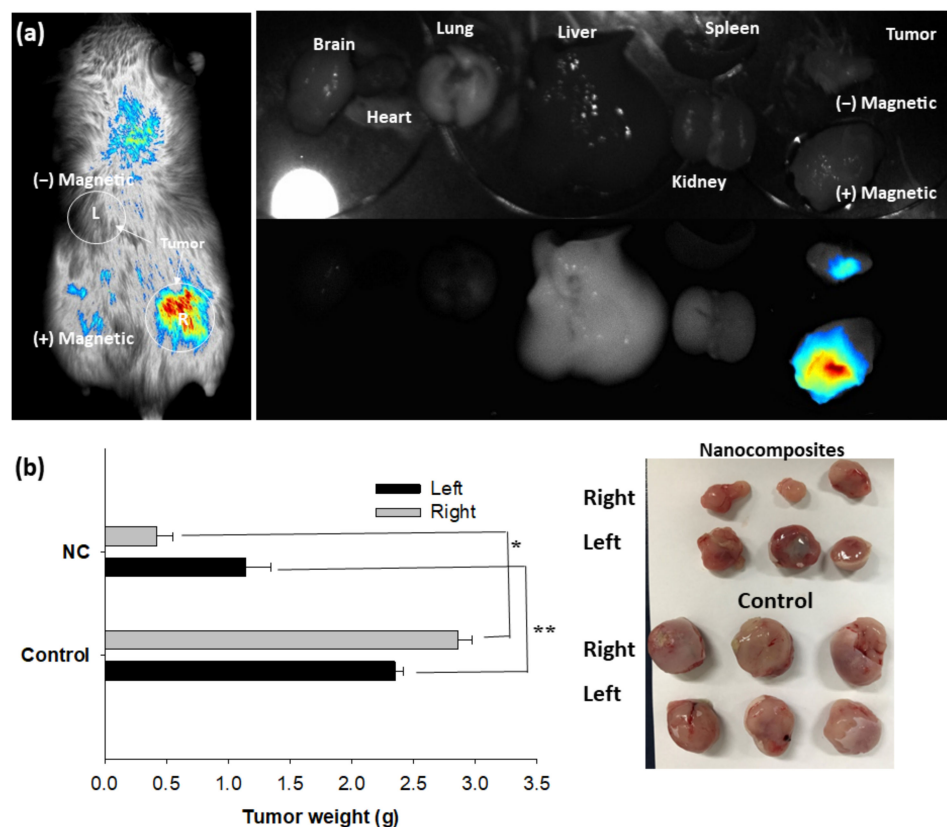 (a)
Brain
Lung
Liver
Spleen
Tumor
(–) Magnetic
Heart
Kidney
(+) Magnetic
(–) Magnetic
L
Tumor
R
(+) Magnetic
(b)
Left
Right
NC
Control
*
**
0.0 0.5 1.0 1.5 2.0 2.5 3.0 3.5
Tumor weight (g)
Nanocomposites
Right
Left
Control
Right
Left